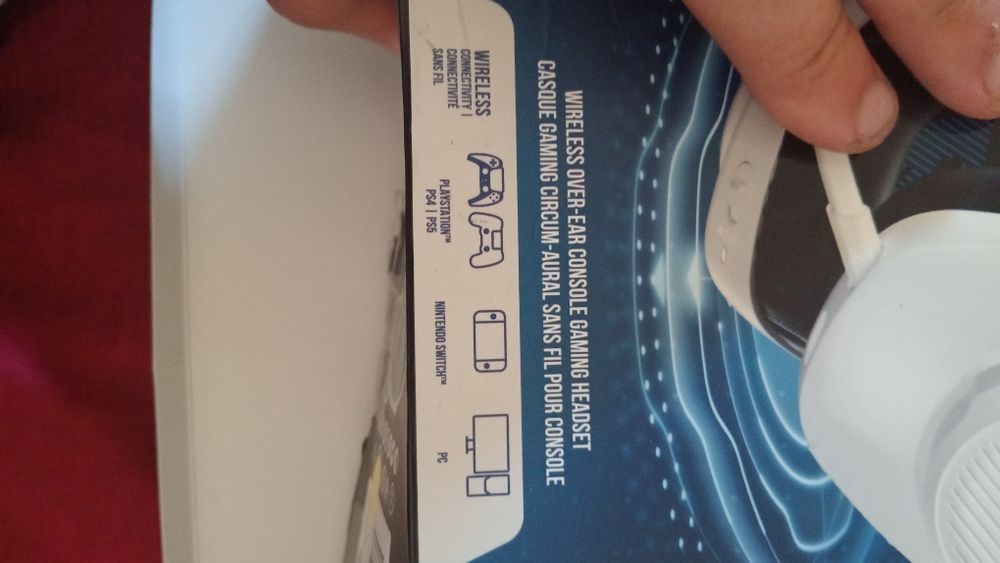 WIRELESS OVER-EAR CONSOLE GAMING HEADSET
CASQUE GAMING CIRCUM-AURAL SANS FIL POUR CONSOLE
WIRELESS
CONNECTIVITY |
CONNECTIVITÉ
SANS FIL
PLAYSTATION™
PS4 | PS5
NINTENDO SWITCH™
PC